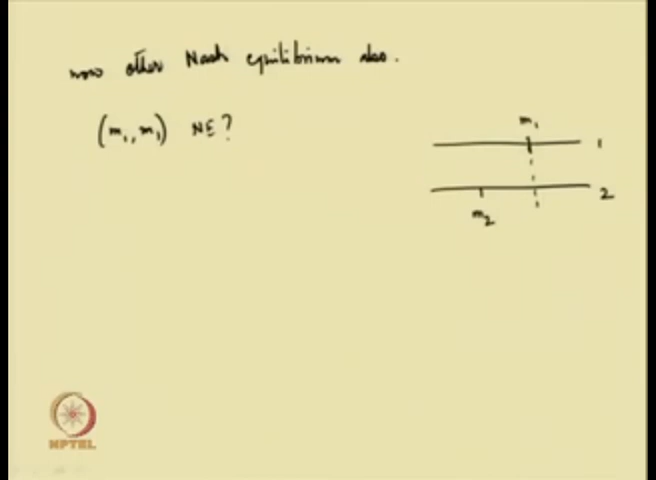 now other Nash equilibrium also.
(m₁, m₁) NE?
m₁
1
2
m₂
NPTEL